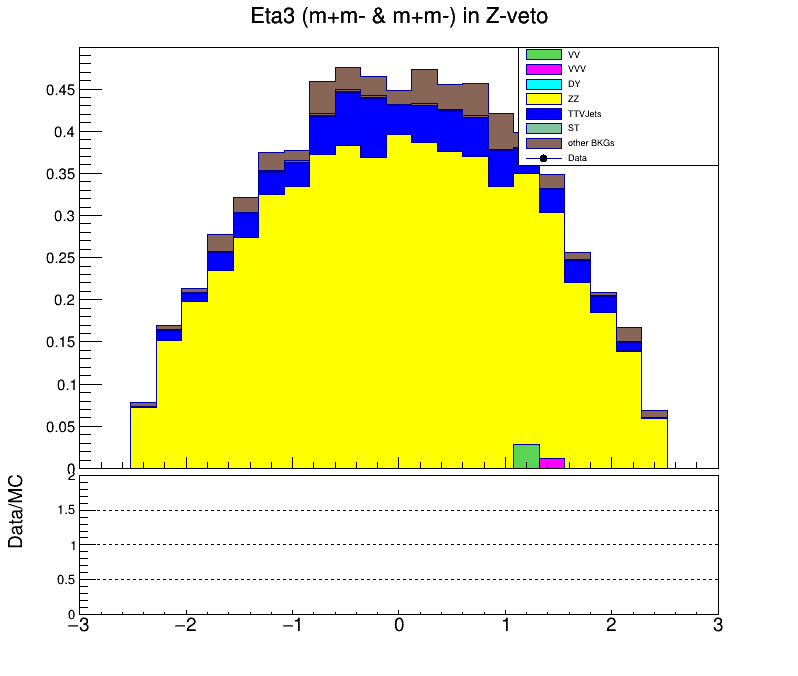 Eta3 (m+m- & m+m-) in Z-veto
VV
VVV
DY
ZZ
TTVJets
ST
other BKGs
Data
0.45
0.4
0.35
0.3
0.25
0.2
0.15
0.1
0.05
0
Data/MC
2
1.5
1
0.5
0
−3 −2 −1 0 1 2 3